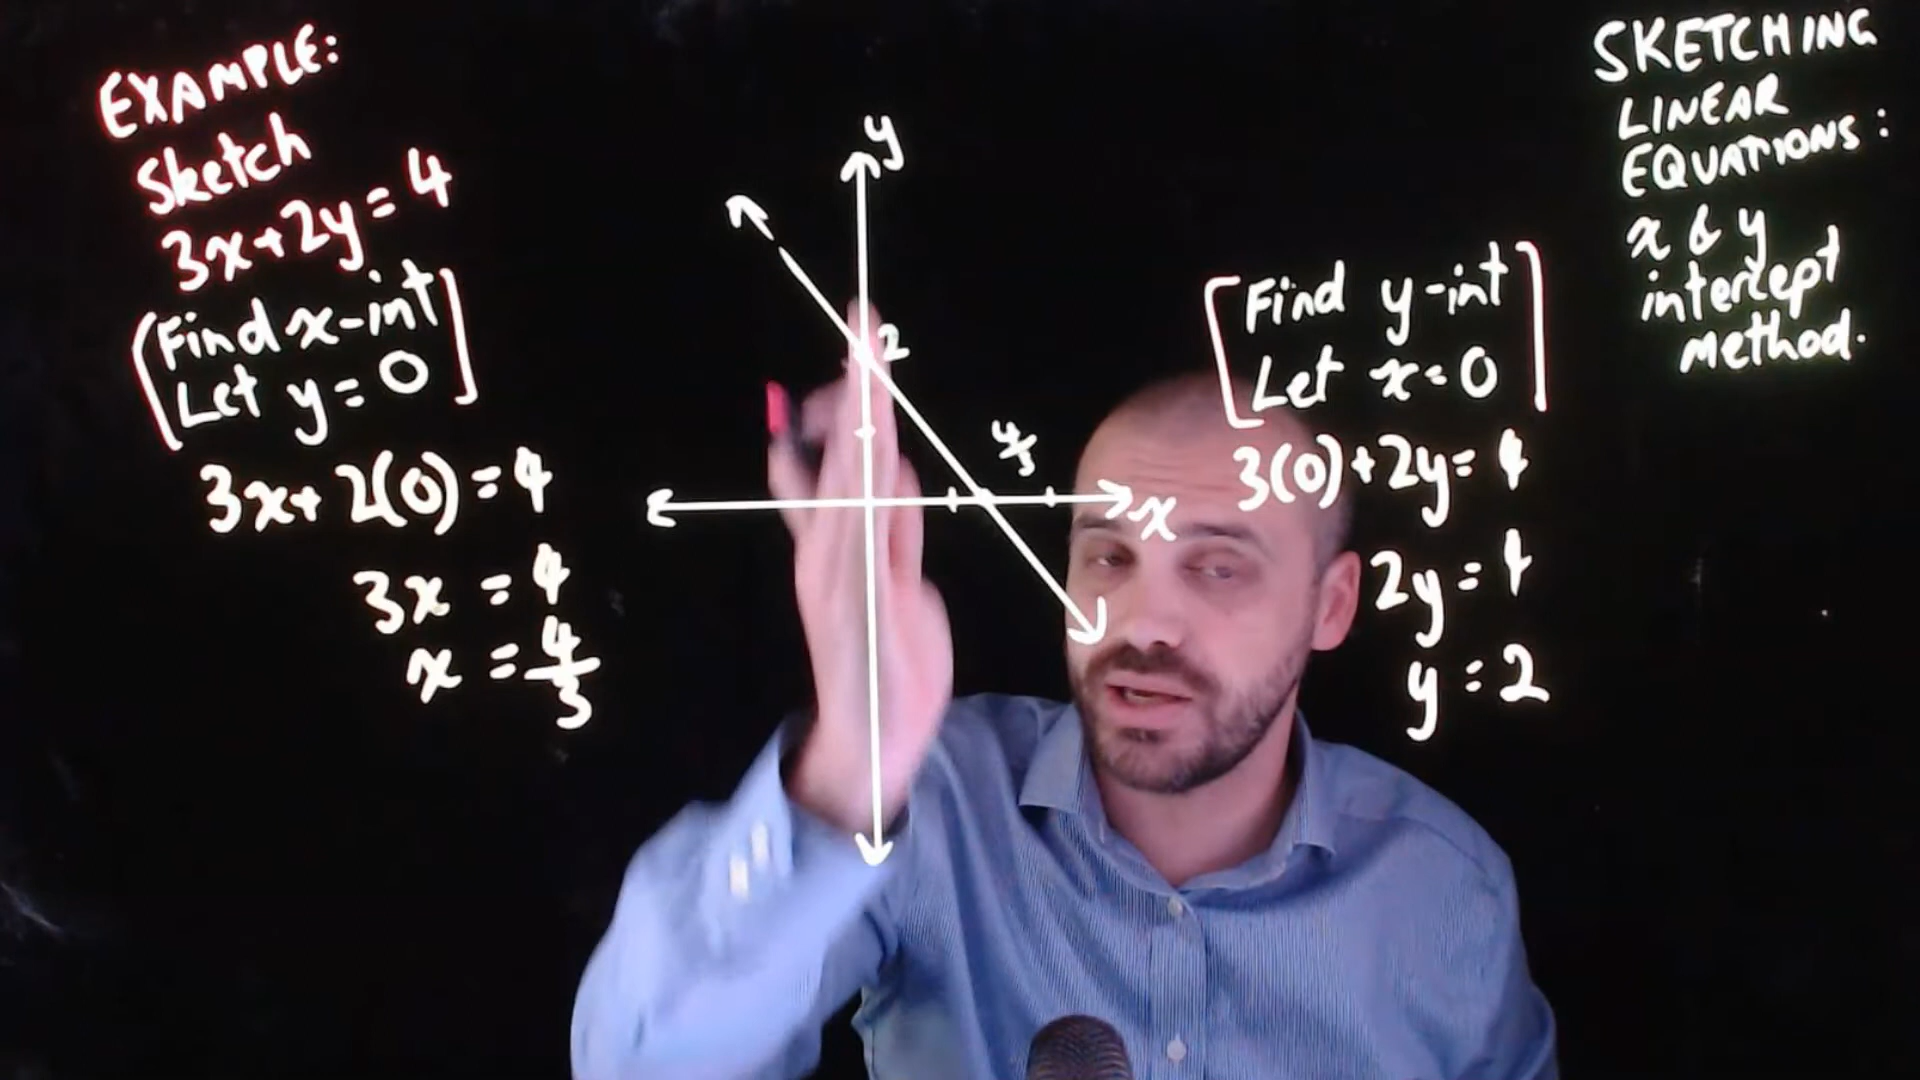 EXAMPLE:
Sketch
3x+2y=4
[Find x-int
Let y=0]
3x+2(0)=4
3x=4
x=4/3
y
2
4/3
x
[Find y-int
Let x=0]
3(0)+2y=4
2y=4
y=2
SKETCHING
LINEAR
EQUATIONS:
x & y
intercept
method.